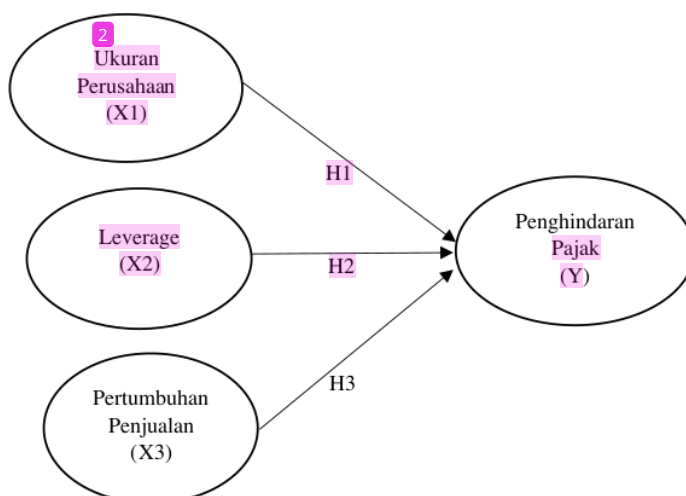 2
Ukuran
Perusahaan
(X1)
H1
Leverage
(X2)
H2
Penghindaran
Pajak
(Y)
H3
Pertumbuhan
Penjualan
(X3)